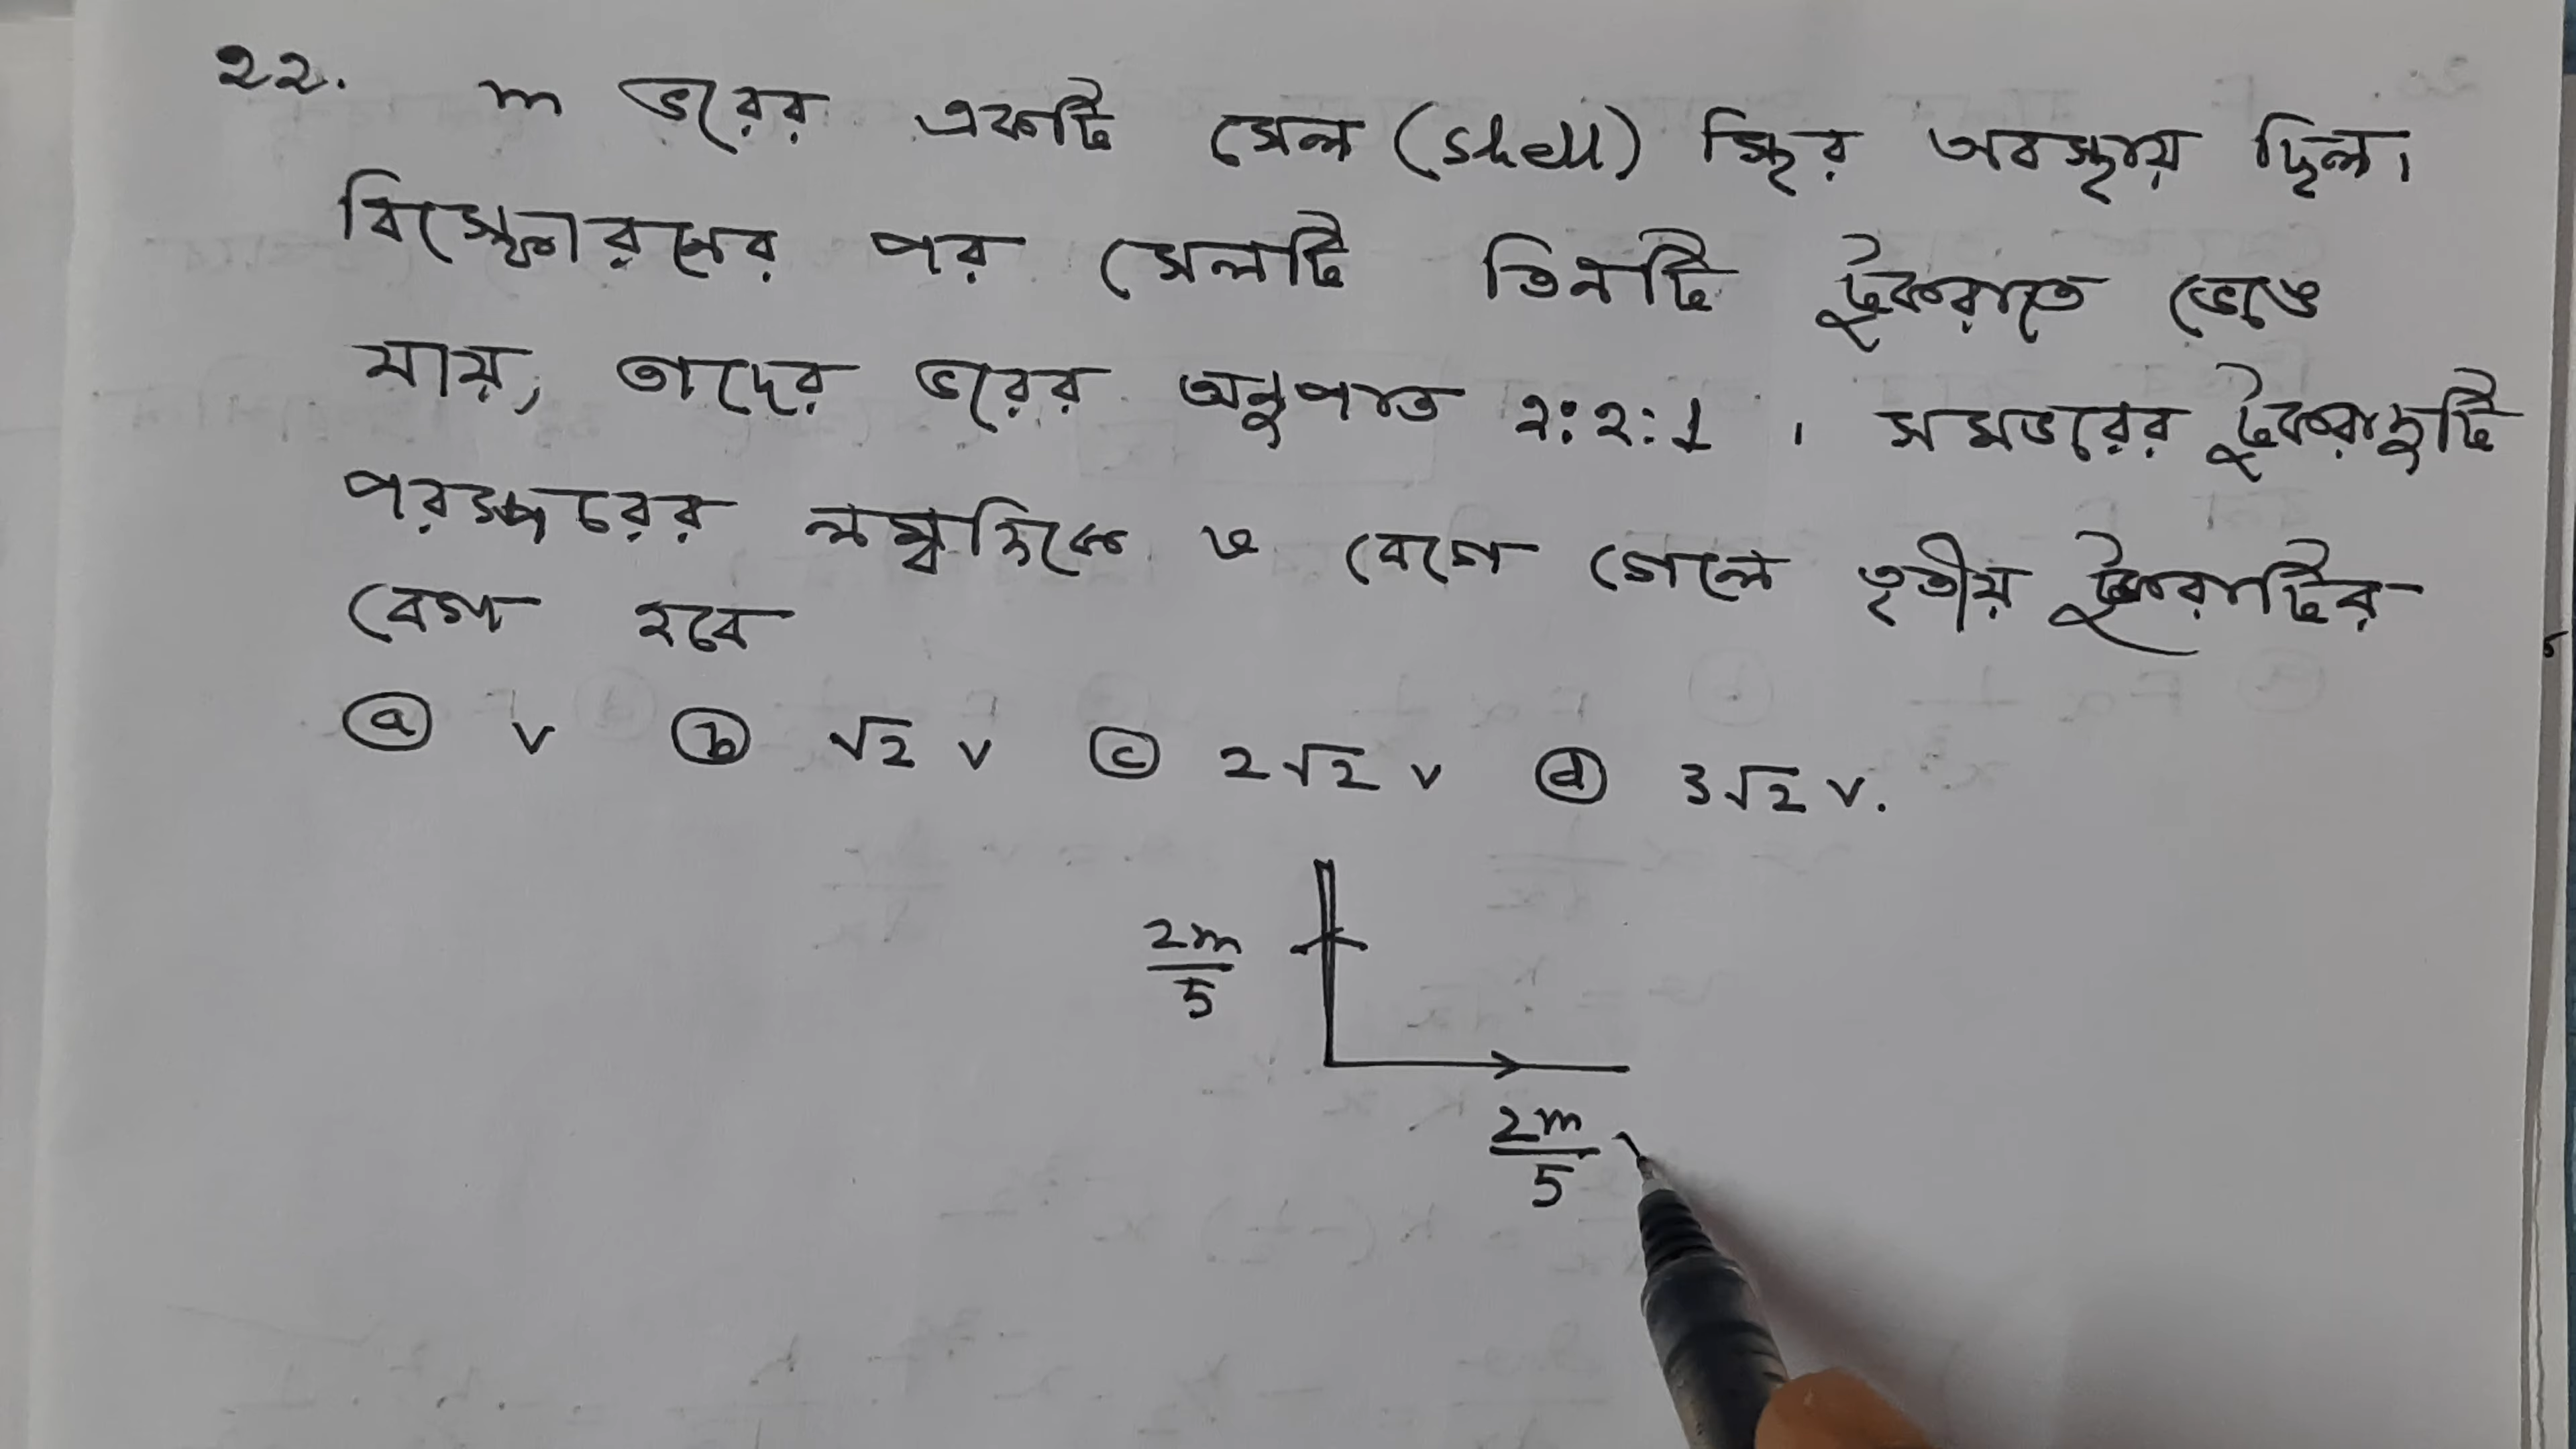 ২২. m ভরের একটি সেল (shell) স্থির অবস্থায় ছিল।
বিস্ফোরণের পর সেলটি তিনটি টুকরাতে ভেঙে
যায়, তাদের ভরের অনুপাত ২:২:1 । সমভরের টুকরাদুটি
পরস্পরের লম্বদিকে v বেগে গেলে তৃতীয় টুকরাটির
বেগ হবে
ⓐ v ⓑ √2 v ⓒ 2√2 v ⓓ 3√2 v.
2m/5
2m/5